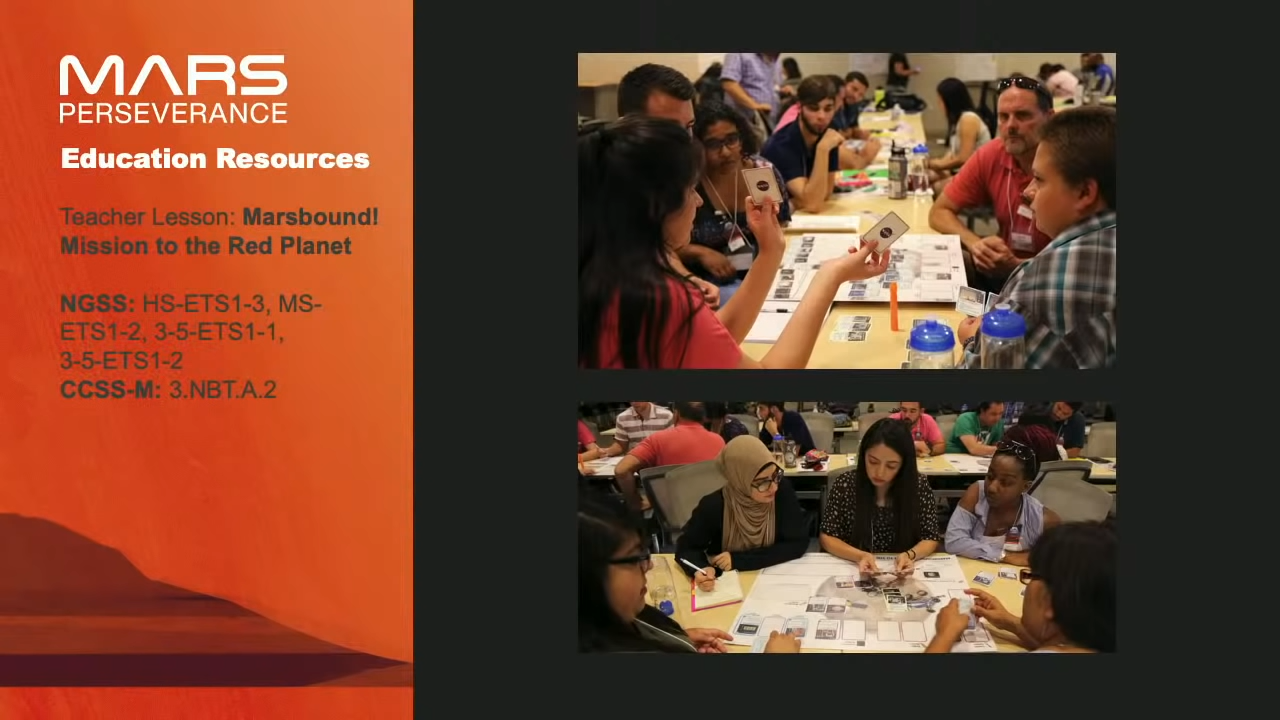 MARS
PERSEVERANCE
Education Resources
Teacher Lesson: Marsbound!
Mission to the Red Planet
NGSS: HS-ETS1-3, MS-
ETS1-2, 3-5-ETS1-1,
3-5-ETS1-2
CCSS-M: 3.NBT.A.2